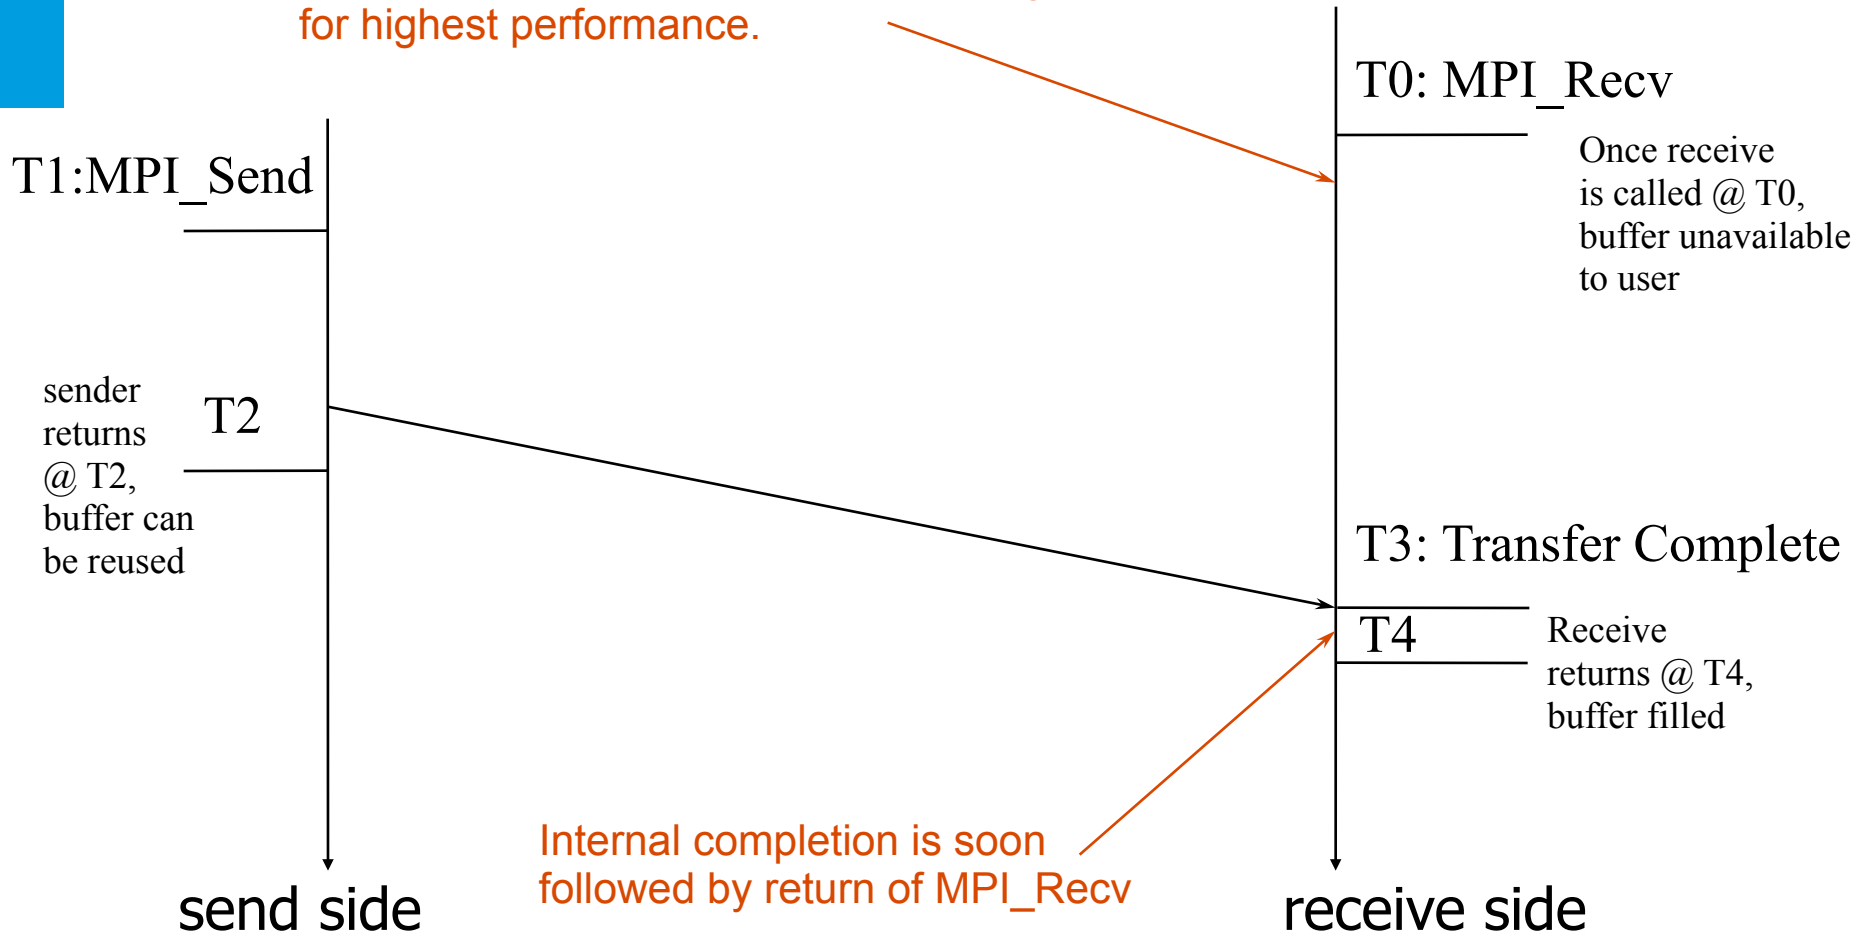 for highest performance.
T0: MPI_Recv
Once receive
is called @ T0,
buffer unavailable
to user
T1:MPI_Send
sender
returns
@ T2,
buffer can
be reused
T2
T3: Transfer Complete
T4
Receive
returns @ T4,
buffer filled
Internal completion is soon
followed by return of MPI_Recv
send side
receive side